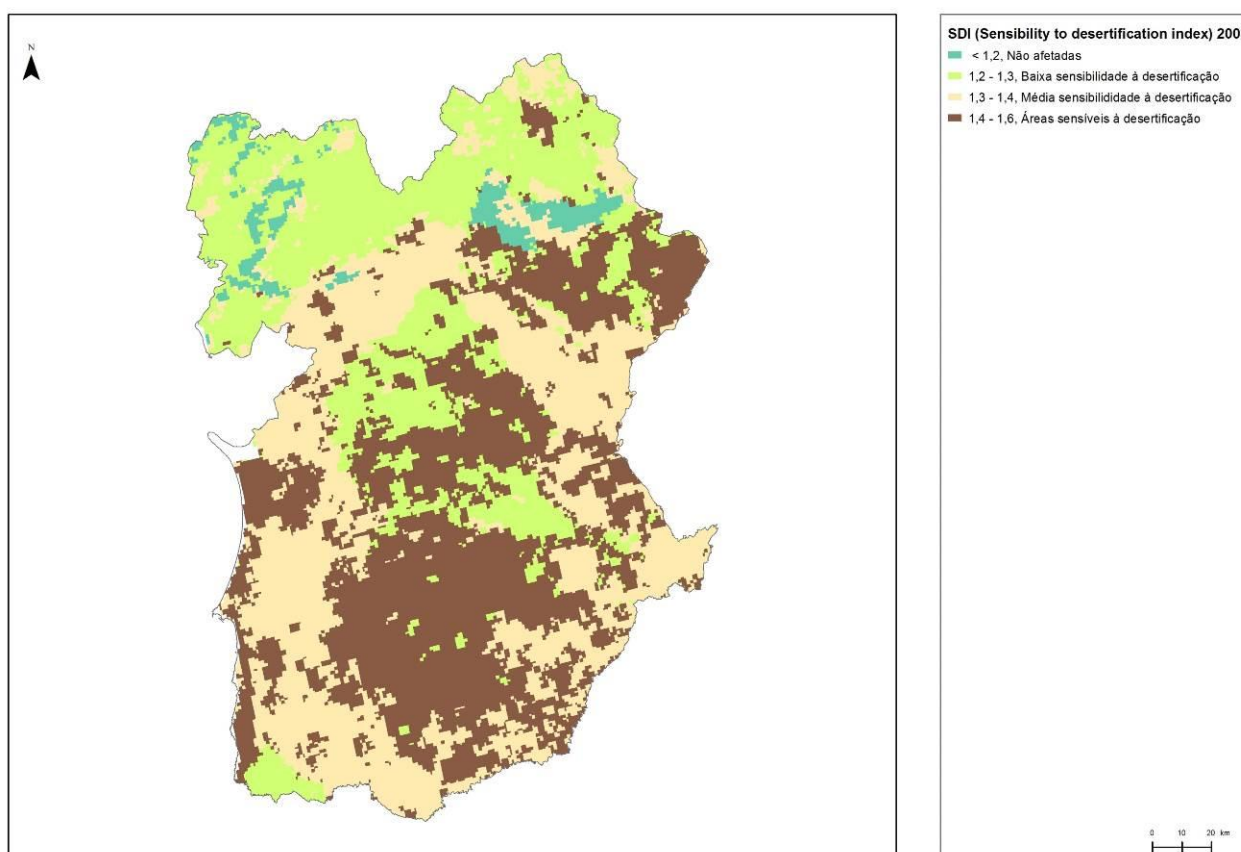 N
SDI (Sensibility to desertification index) 200
< 1,2, Não afetadas
1,2 - 1,3, Baixa sensibilidade à desertificação
1,3 - 1,4, Média sensibililidade à desertificação
1,4 - 1,6, Áreas sensíveis à desertificação
0 10 20 km